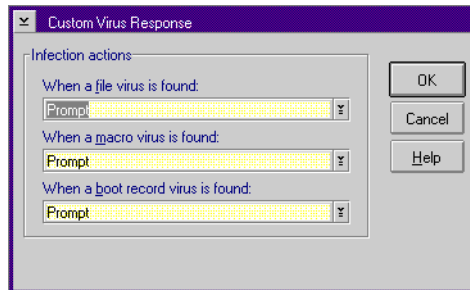 Custom Virus Response
Infection actions
When a file virus is found:
Prompt
When a macro virus is found:
Prompt
When a boot record virus is found:
Prompt
OK
Cancel
Help